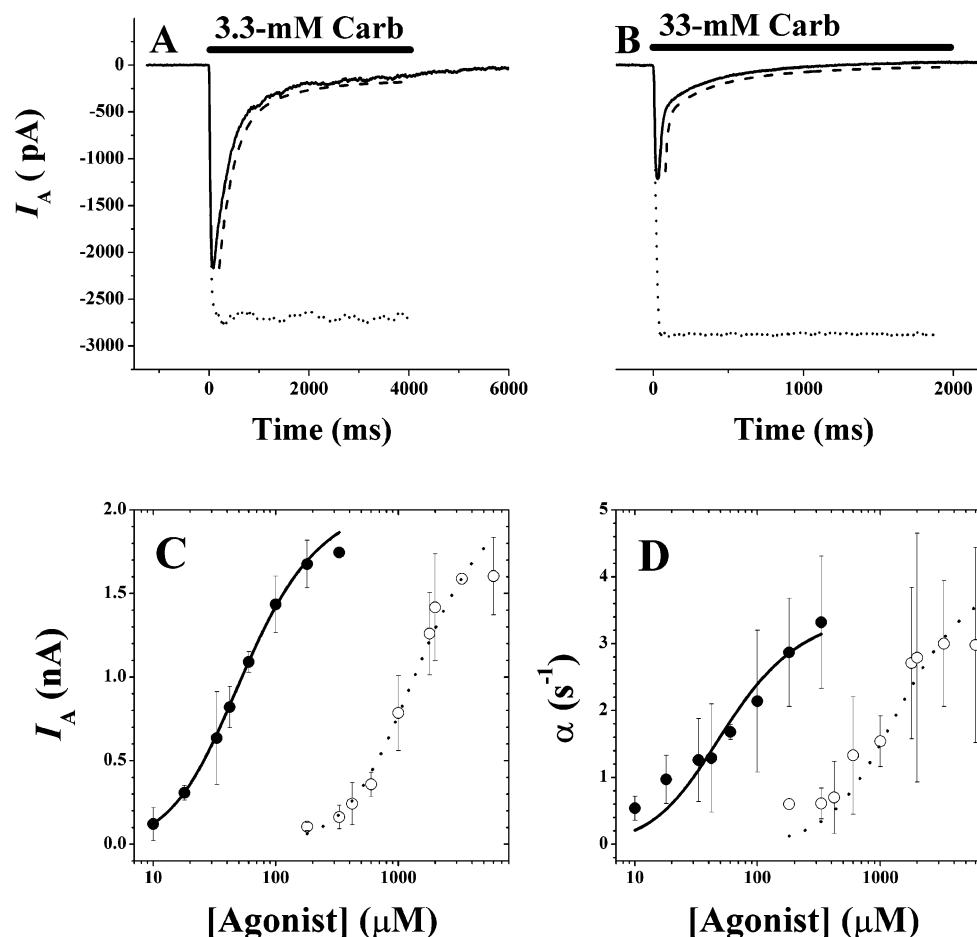 A 3.3-mM Carb
B 33-mM Carb
I_A (pA)
0
-500
-1000
-1500
-2000
-2500
-3000
0 2000 4000 6000
Time (ms)
0 1000 2000
Time (ms)
C
I_A (nA)
2.0
1.5
1.0
0.5
0.0
10 100 1000
[Agonist] (μM)
D
α (s⁻¹)
5
4
3
2
1
0
10 100 1000
[Agonist] (μM)